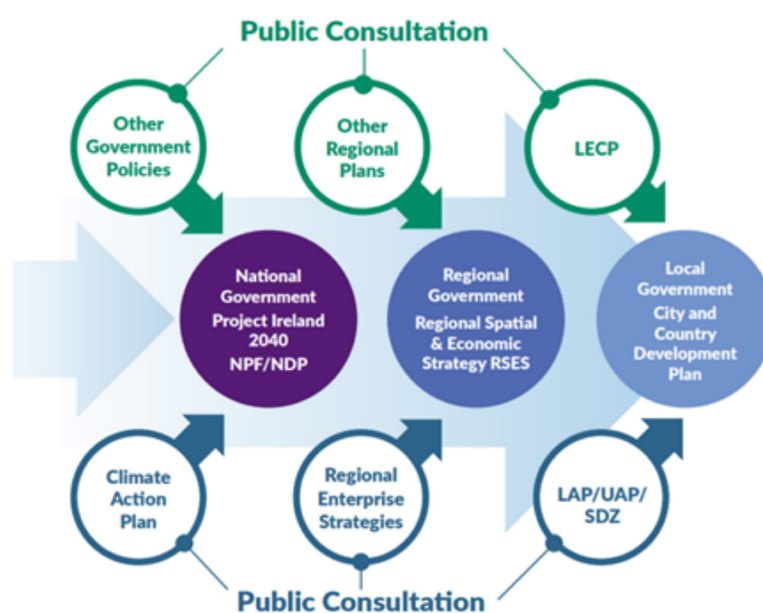 Public Consultation
Other
Government
Policies
Other
Regional
Plans
LECP
National
Government
Project Ireland
2040
NPF/NDP
Regional
Government
Regional Spatial
& Economic
Strategy RSES
Local
Government
City and
Country
Development
Plan
Climate
Action
Plan
Regional
Enterprise
Strategies
LAP/UAP/
SDZ
Public Consultation